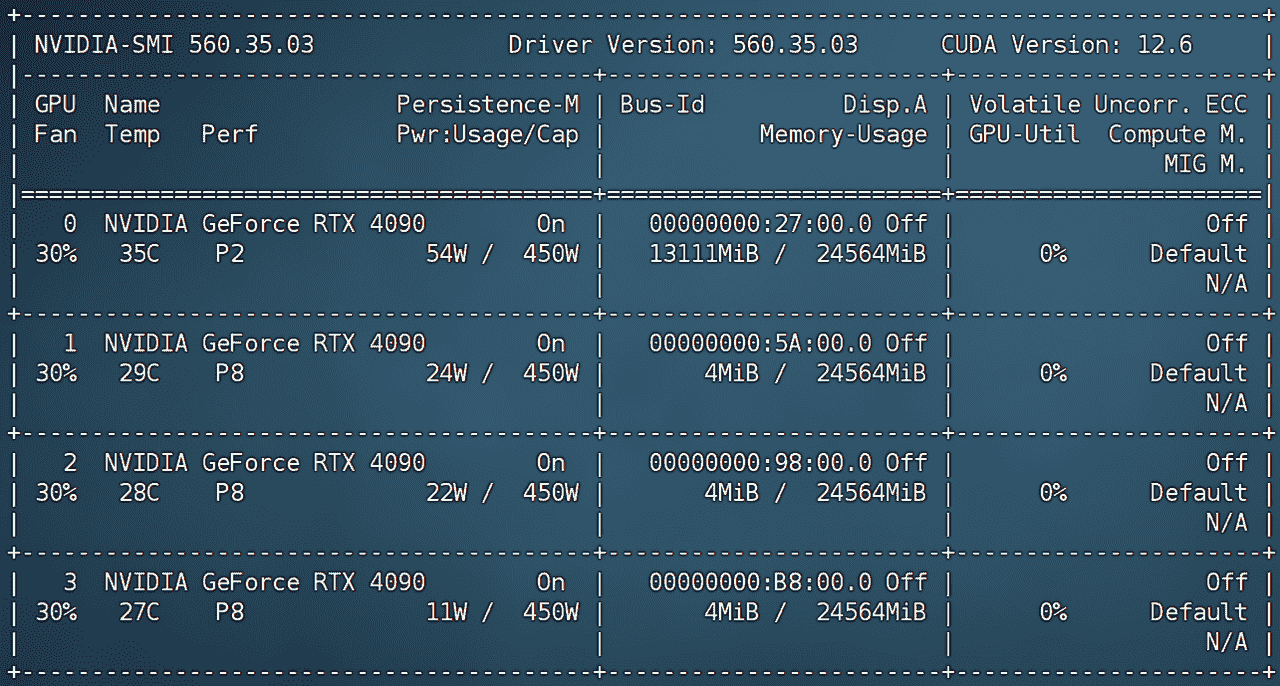 +-----------------------------------------------------------------------------------------+
| NVIDIA-SMI 560.35.03              Driver Version: 560.35.03      CUDA Version: 12.6     |
|-----------------------------------------+------------------------+----------------------+
| GPU  Name                 Persistence-M | Bus-Id          Disp.A | Volatile Uncorr. ECC |
| Fan  Temp   Perf          Pwr:Usage/Cap |           Memory-Usage | GPU-Util  Compute M. |
|                                         |                        |               MIG M. |
|=========================================+========================+======================|
|   0  NVIDIA GeForce RTX 4090        On  |   00000000:27:00.0 Off |                  Off |
| 30%   35C    P2             54W /  450W |   13111MiB /  24564MiB |      0%      Default |
|                                         |                        |                  N/A |
+-----------------------------------------+------------------------+----------------------+
|   1  NVIDIA GeForce RTX 4090        On  |   00000000:5A:00.0 Off |                  Off |
| 30%   29C    P8             24W /  450W |       4MiB /  24564MiB |      0%      Default |
|                                         |                        |                  N/A |
+-----------------------------------------+------------------------+----------------------+
|   2  NVIDIA GeForce RTX 4090        On  |   00000000:98:00.0 Off |                  Off |
| 30%   28C    P8             22W /  450W |       4MiB /  24564MiB |      0%      Default |
|                                         |                        |                  N/A |
+-----------------------------------------+------------------------+----------------------+
|   3  NVIDIA GeForce RTX 4090        On  |   00000000:B8:00.0 Off |                  Off |
| 30%   27C    P8             11W /  450W |       4MiB /  24564MiB |      0%      Default |
|                                         |                        |                  N/A |
+-----------------------------------------+------------------------+----------------------+